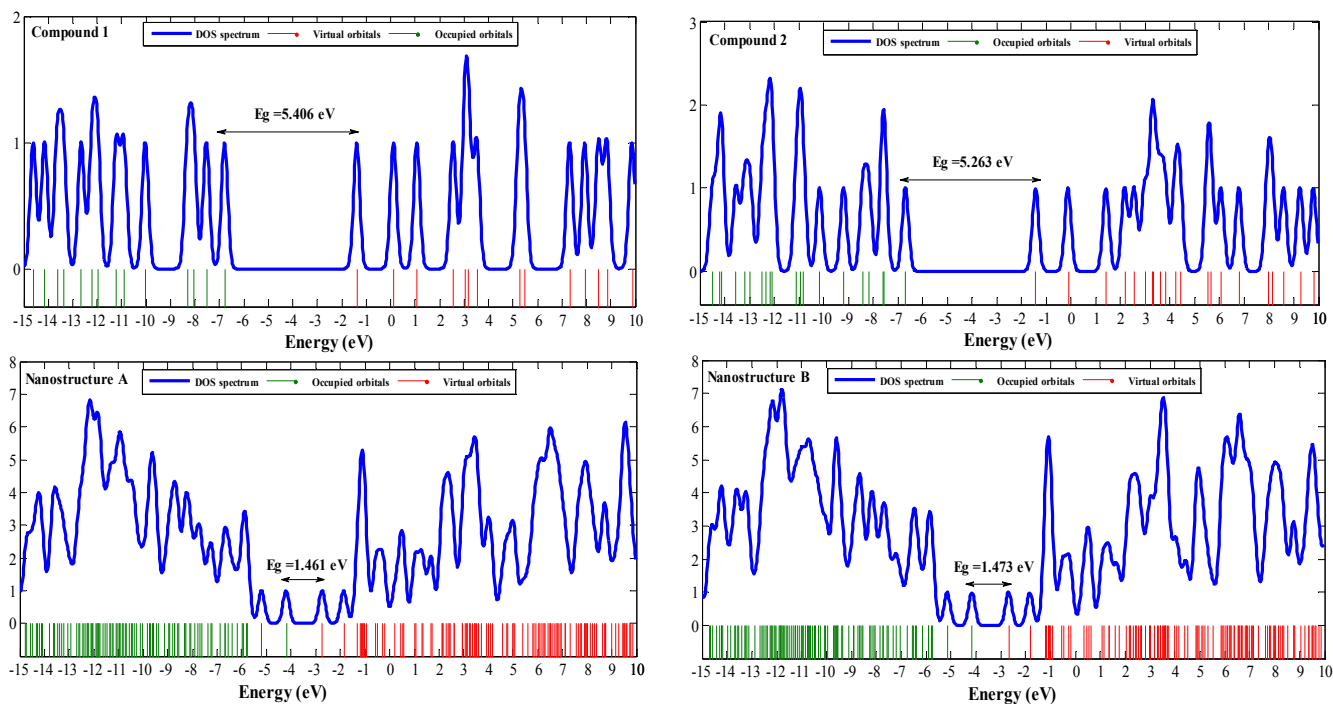 Compound 1
DOS spectrum Virtual orbitals Occupied orbitals
Eg =5.406 eV
2
1
0
-15 -14 -13 -12 -11 -10 -9 -8 -7 -6 -5 -4 -3 -2 -1 0 1 2 3 4 5 6 7 8 9 10
Energy (eV)
Compound 2
DOS spectrum Occupied orbitals Virtual orbitals
Eg =5.263 eV
3
2
1
0
-15 -14 -13 -12 -11 -10 -9 -8 -7 -6 -5 -4 -3 -2 -1 0 1 2 3 4 5 6 7 8 9 10
Energy (eV)
Nanostructure A
DOS spectrum Occupied orbitals Virtual orbitals
Eg =1.461 eV
8
7
6
5
4
3
2
1
0
-15 -14 -13 -12 -11 -10 -9 -8 -7 -6 -5 -4 -3 -2 -1 0 1 2 3 4 5 6 7 8 9 10
Energy (eV)
Nanostructure B
DOS spectrum Occupied orbitals Virtual orbitals
Eg =1.473 eV
8
7
6
5
4
3
2
1
0
-15 -14 -13 -12 -11 -10 -9 -8 -7 -6 -5 -4 -3 -2 -1 0 1 2 3 4 5 6 7 8 9 10
Energy (eV)